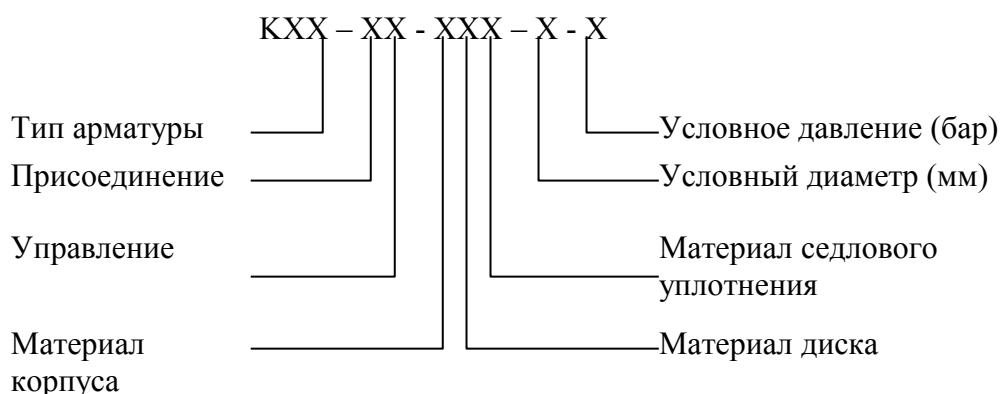 KXX – XX - XXX – X - X
Тип арматуры
Условное давление (бар)
Присоединение
Условный диаметр (мм)
Управление
Материал седлового
уплотнения
Материал
корпуса
Материал диска